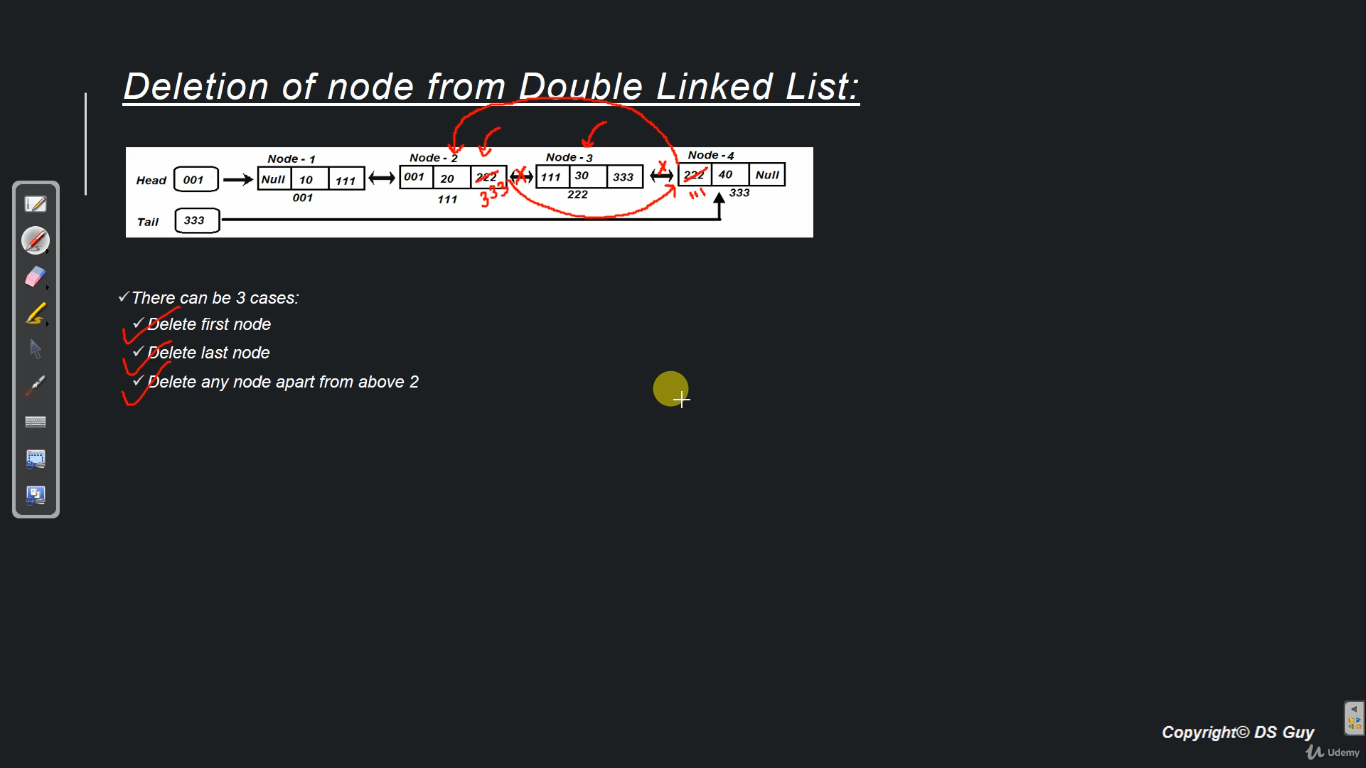 Deletion of node from Double Linked List:
Node - 1 Node - 2 Node - 3 Node - 4
Head 001 Null 10 111 001 20 222 111 30 333 222 40 Null
333 x x 111
001 111 222 333
Tail 333
✓There can be 3 cases:
✓Delete first node
✓Delete last node
✓Delete any node apart from above 2
Copyright© DS Guy
Udemy